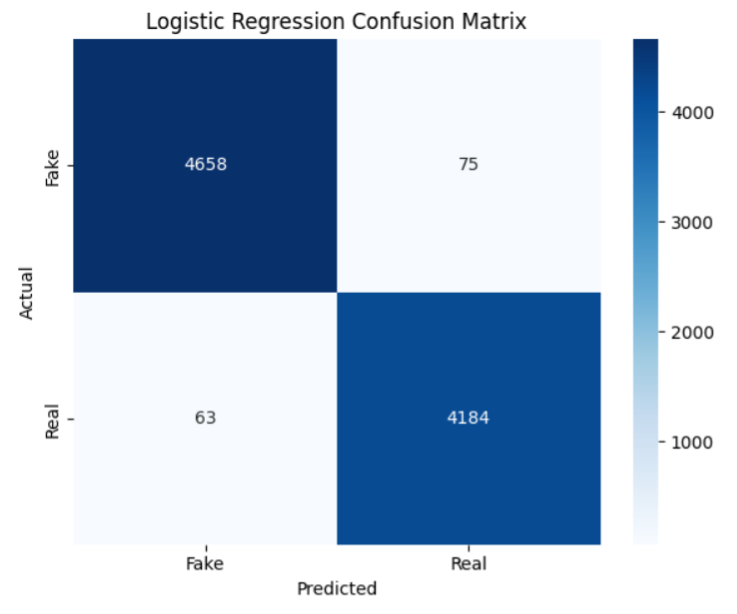 Logistic Regression Confusion Matrix
Actual
Fake
4658
75
Real
63
4184
Fake
Real
Predicted
4000
3000
2000
1000